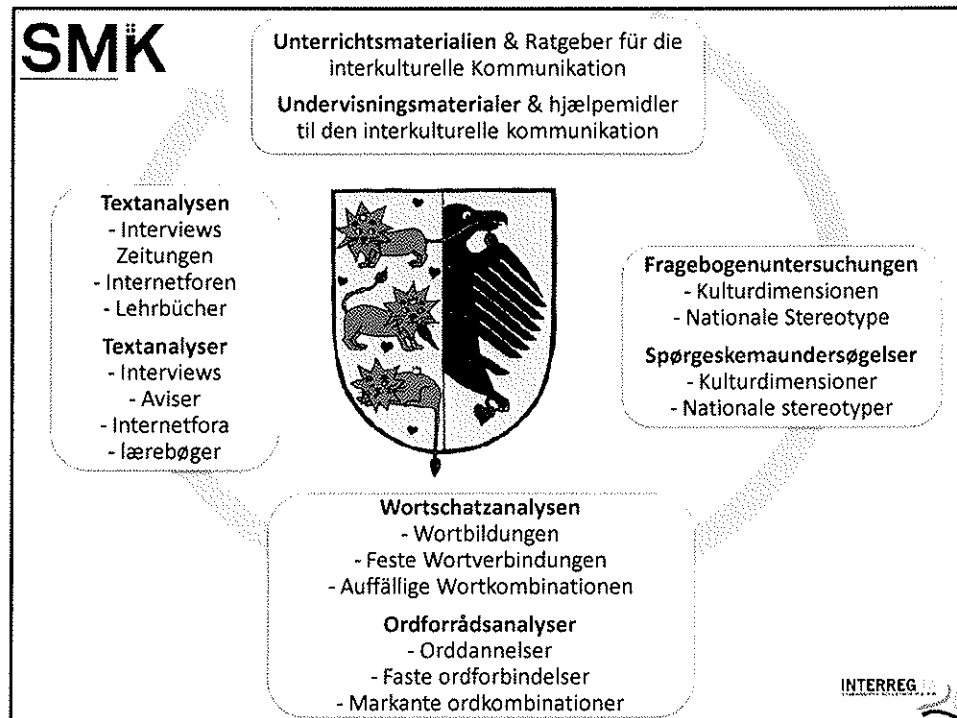 SMK
Unterrichtsmaterialien & Ratgeber für die
interkulturelle Kommunikation
Undervisningsmaterialer & hjælpemidler
til den interkulturelle kommunikation
Textanalysen
- Interviews
Zeitungen
- Internetforen
- Lehrbücher
Textanalyser
- Interviews
- Aviser
- Internetfora
- lærebøger
Fragebogenuntersuchungen
- Kulturdimensionen
- Nationale Stereotype
Spørgeskemaundersøgelser
- Kulturdimensioner
- Nationale stereotyper
Wortschatzanalysen
- Wortbildungen
- Feste Wortverbindungen
- Auffällige Wortkombinationen
Ordforrådsanalyser
- Orddannelser
- Faste ordforbindelser
- Markante ordkombinationer
INTERREG